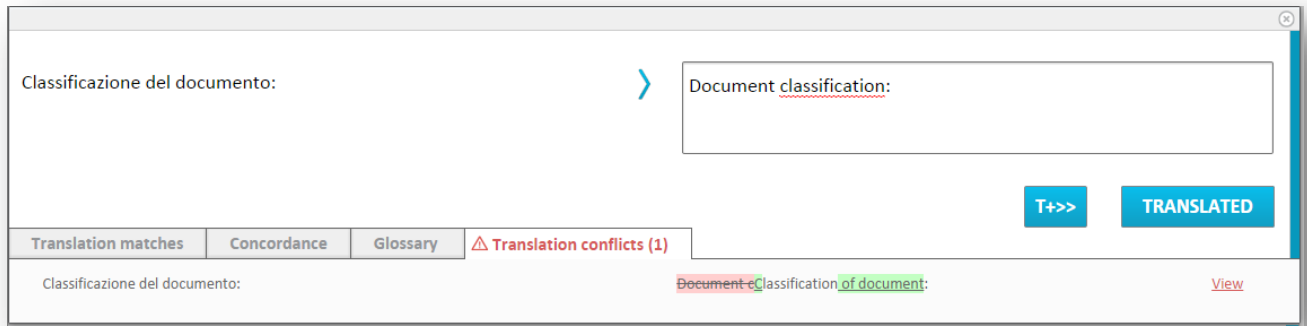 Classificazione del documento:
Document classification:
T+>>
TRANSLATED
Translation matches
Concordance
Glossary
Translation conflicts (1)
Classificazione del documento:
Document cClassification of document:
View